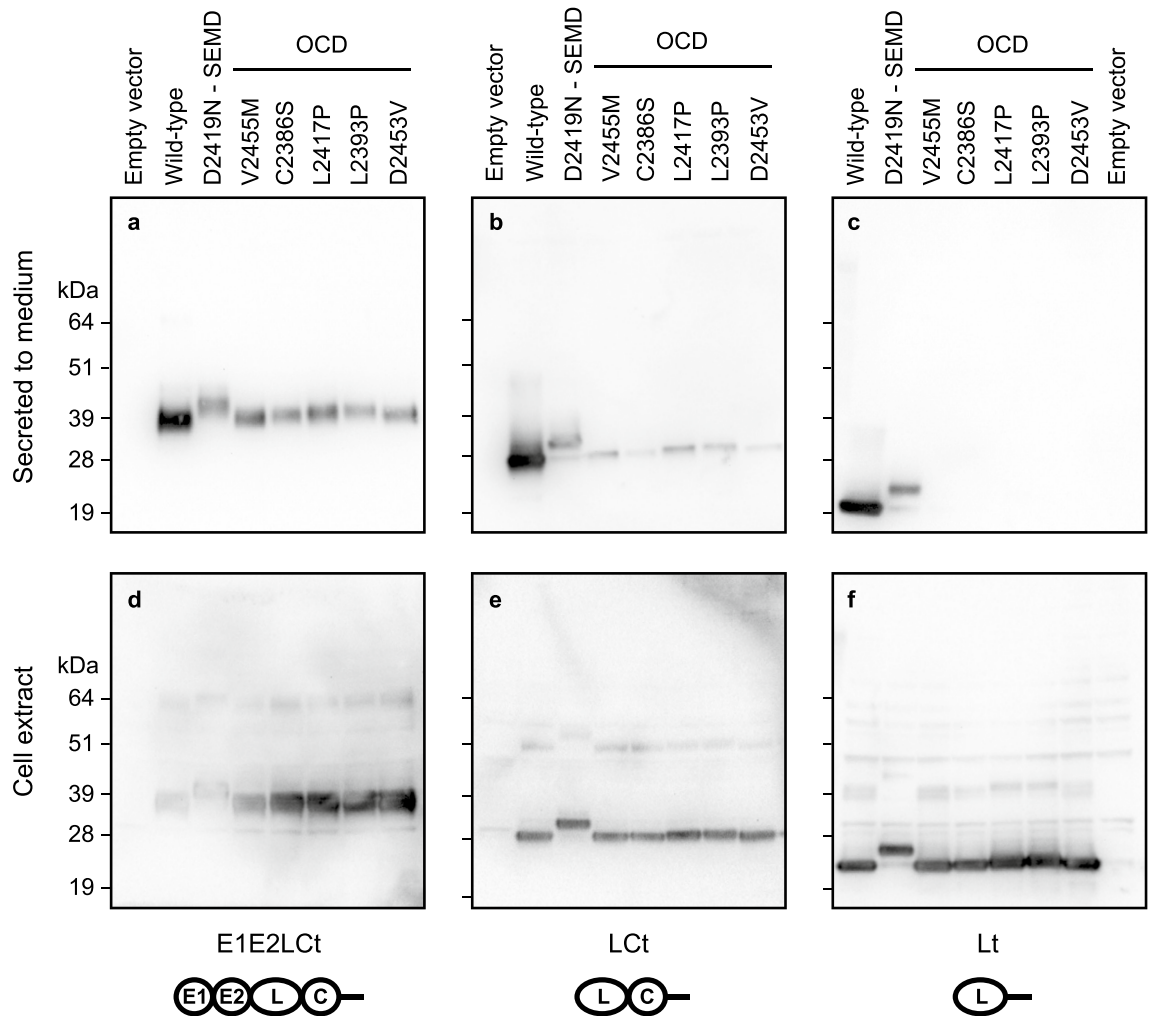 OCD OCD OCD
Empty vector Wild-type D2419N - SEMD V2455M C2386S L2417P L2393P D2453V
Empty vector Wild-type D2419N - SEMD V2455M C2386S L2417P L2393P D2453V
Wild-type D2419N - SEMD V2455M C2386S L2417P L2393P D2453V Empty vector
Secreted to medium
a b c
kDa
64
51
39
28
19
Cell extract
d e f
kDa
64
51
39
28
19
E1E2LCt LCt Lt
E1 E2 L C L C L